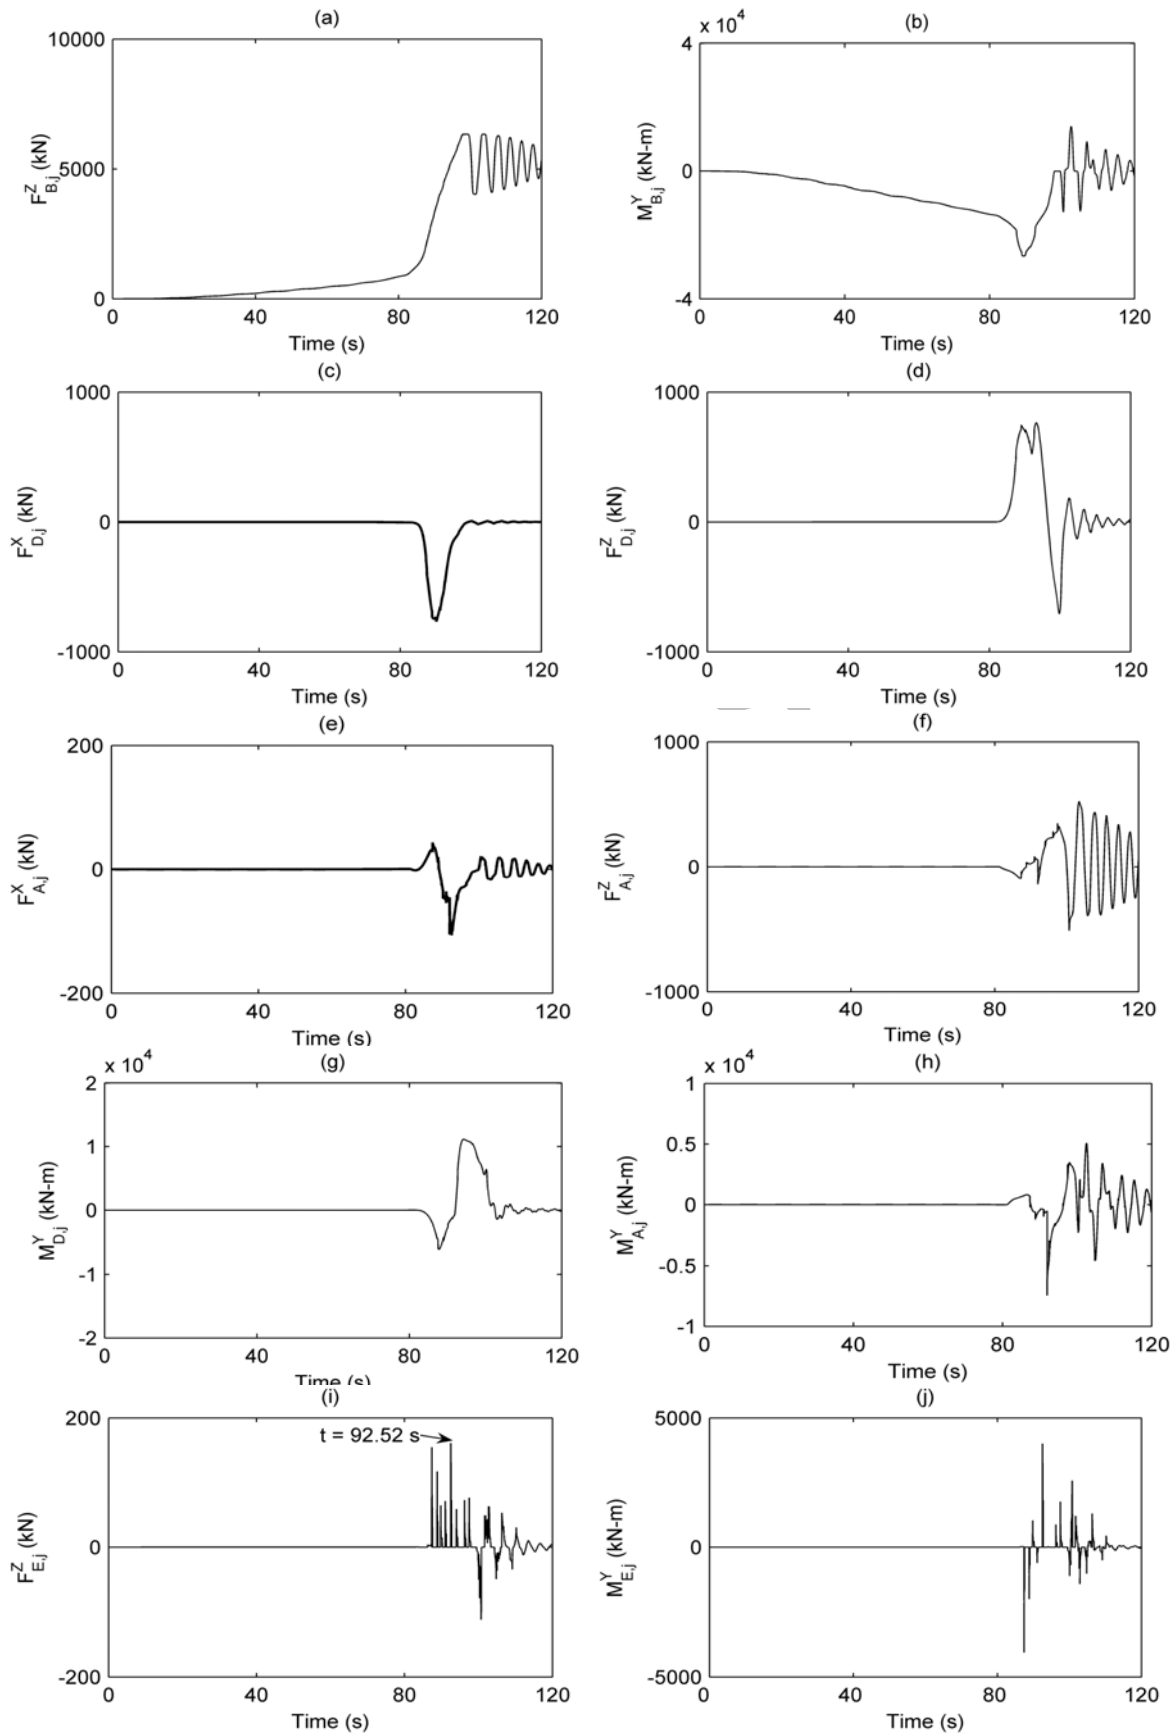 (a)
10000
5000
0
F^Z_B,j (kN)
0 40 80 120
Time (s)
(b)
x 10^4
4
0
-4
M^Y_B,j (kN-m)
0 40 80 120
Time (s)
(c)
1000
0
-1000
F^X_D,j (kN)
0 40 80 120
Time (s)
(d)
1000
0
-1000
F^Z_D,j (kN)
0 40 80 120
Time (s)
(e)
200
0
-200
F^X_A,j (kN)
0 40 80 120
Time (s)
(f)
1000
0
-1000
F^Z_A,j (kN)
0 40 80 120
Time (s)
(g)
x 10^4
2
1
0
-1
-2
M^Y_D,j (kN-m)
0 40 80 120
Time (s)
(h)
x 10^4
1
0.5
0
-0.5
-1
M^Y_A,j (kN-m)
0 40 80 120
Time (s)
(i)
200
0
-200
F^Z_E,j (kN)
t = 92.52 s
0 40 80 120
Time (s)
(j)
5000
0
-5000
M^Y_E,j (kN-m)
0 40 80 120
Time (s)